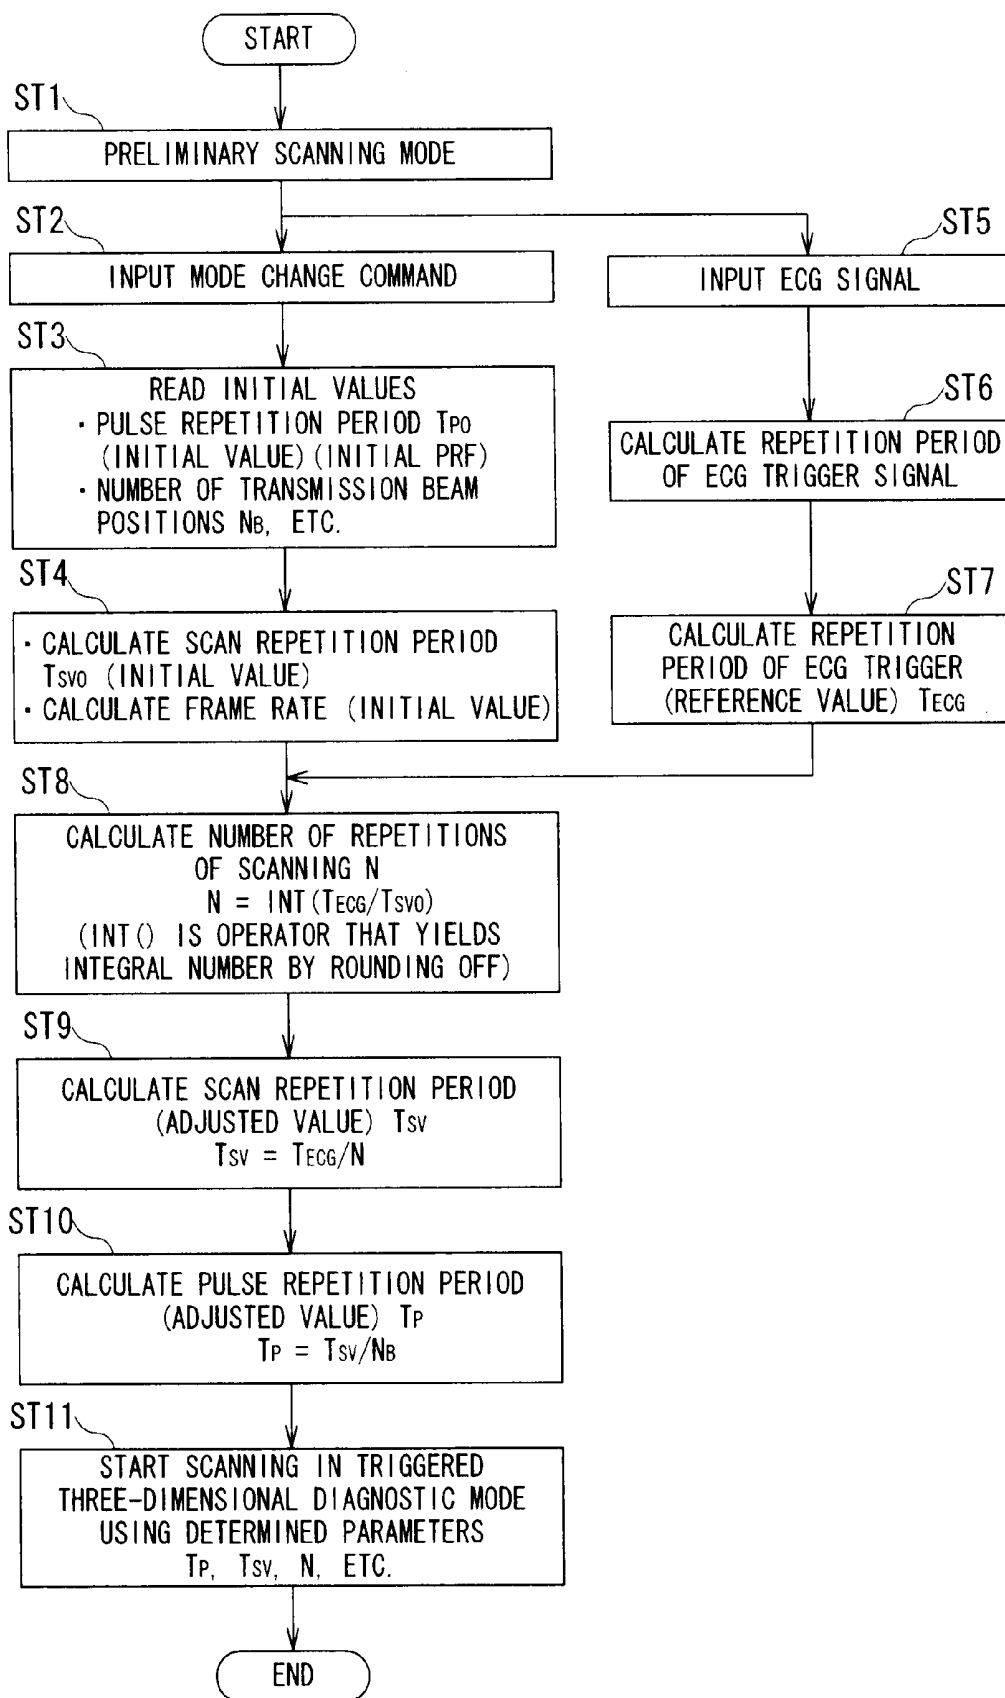 START
ST1
PRELIMINARY SCANNING MODE
ST2
INPUT MODE CHANGE COMMAND
ST3
READ INITIAL VALUES
・PULSE REPETITION PERIOD TP0
(INITIAL VALUE)(INITIAL PRF)
・NUMBER OF TRANSMISSION BEAM
POSITIONS NB, ETC.
ST4
・CALCULATE SCAN REPETITION PERIOD
TSV0 (INITIAL VALUE)
・CALCULATE FRAME RATE (INITIAL VALUE)
ST5
INPUT ECG SIGNAL
ST6
CALCULATE REPETITION PERIOD
OF ECG TRIGGER SIGNAL
ST7
CALCULATE REPETITION
PERIOD OF ECG TRIGGER
(REFERENCE VALUE) TECG
ST8
CALCULATE NUMBER OF REPETITIONS
OF SCANNING N
N = INT(TECG/TSV0)
(INT() IS OPERATOR THAT YIELDS
INTEGRAL NUMBER BY ROUNDING OFF)
ST9
CALCULATE SCAN REPETITION PERIOD
(ADJUSTED VALUE) TSV
TSV = TECG/N
ST10
CALCULATE PULSE REPETITION PERIOD
(ADJUSTED VALUE) TP
TP = TSV/NB
ST11
START SCANNING IN TRIGGERED
THREE-DIMENSIONAL DIAGNOSTIC MODE
USING DETERMINED PARAMETERS
TP, TSV, N, ETC.
END